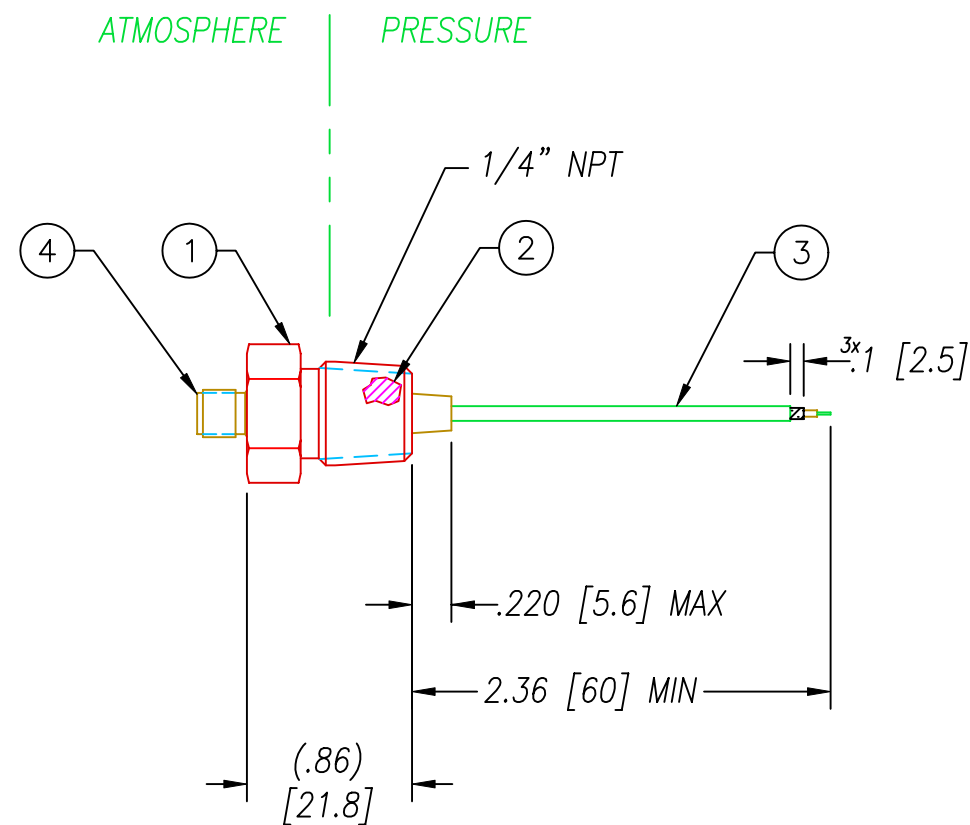 ATMOSPHERE PRESSURE
1/4” NPT
4 1 2 3
3x .1 [2.5]
.220 [5.6] MAX
2.36 [60] MIN
(.86)
[21.8]